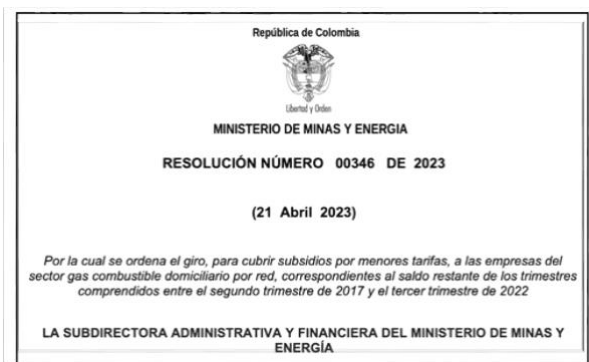 República de Colombia
Libertad y Orden
MINISTERIO DE MINAS Y ENERGIA
RESOLUCIÓN NÚMERO 00346 DE 2023
(21 Abril 2023)
Por la cual se ordena el giro, para cubrir subsidios por menores tarifas, a las empresas del
sector gas combustible domiciliario por red, correspondientes al saldo restante de los trimestres
comprendidos entre el segundo trimestre de 2017 y el tercer trimestre de 2022
LA SUBDIRECTORA ADMINISTRATIVA Y FINANCIERA DEL MINISTERIO DE MINAS Y
ENERGÍA